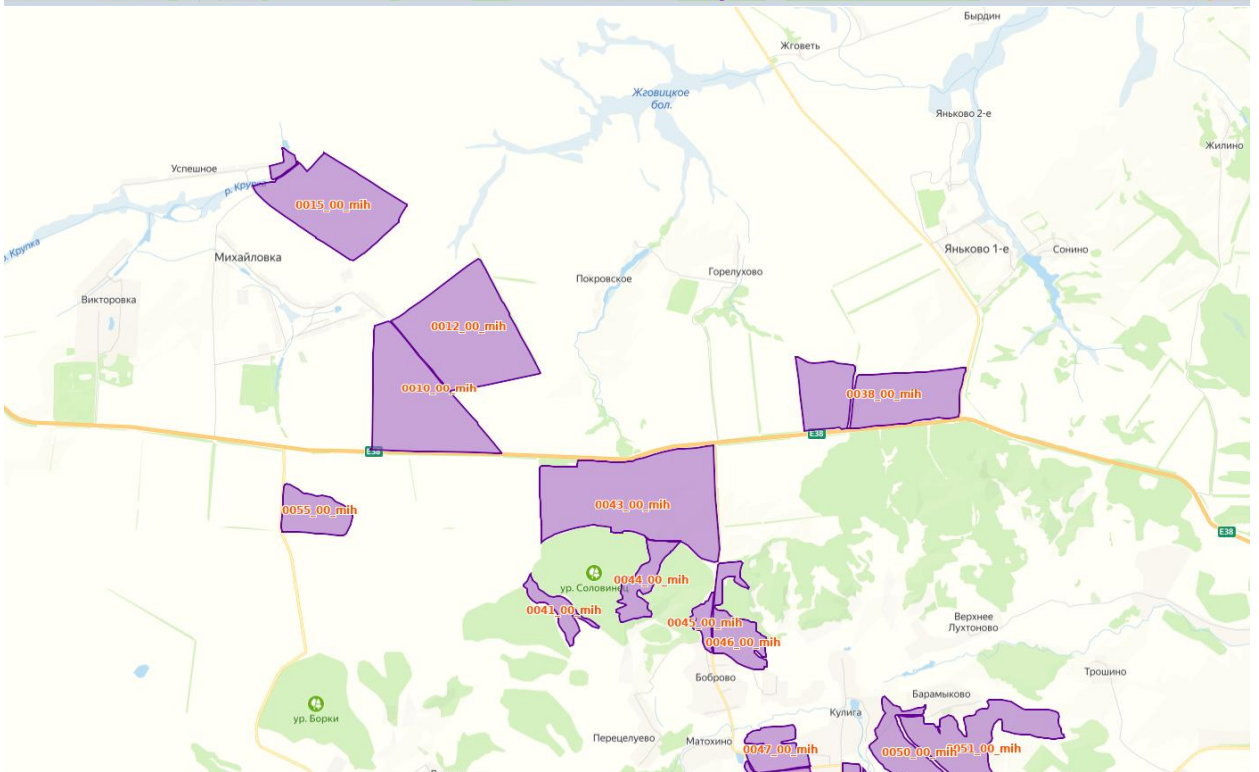 Бырдин
Жговеть
Жговицкое
бол.
Яньково 2-е
Жилино
Успешное
р. Крупка
0015_00_mih
р. Крупка
Михайловка
Яньково 1-е
Сонино
Покровское
Горелухово
Викторовка
0012_00_mih
0010_00_mih
0038_00_mih
E38
E38
0043_00_mih
0055_00_mih
E38
0044_00_mih
ур. Соловинец
0041_00_mih
0045_00_mih
0046_00_mih
Верхнее
Лухтоново
Боброво
Трошино
Барамыково
ур. Борки
Кулига
Перецелуево
Матохино
0047_00_mih
0050_00_mih
0051_00_mih